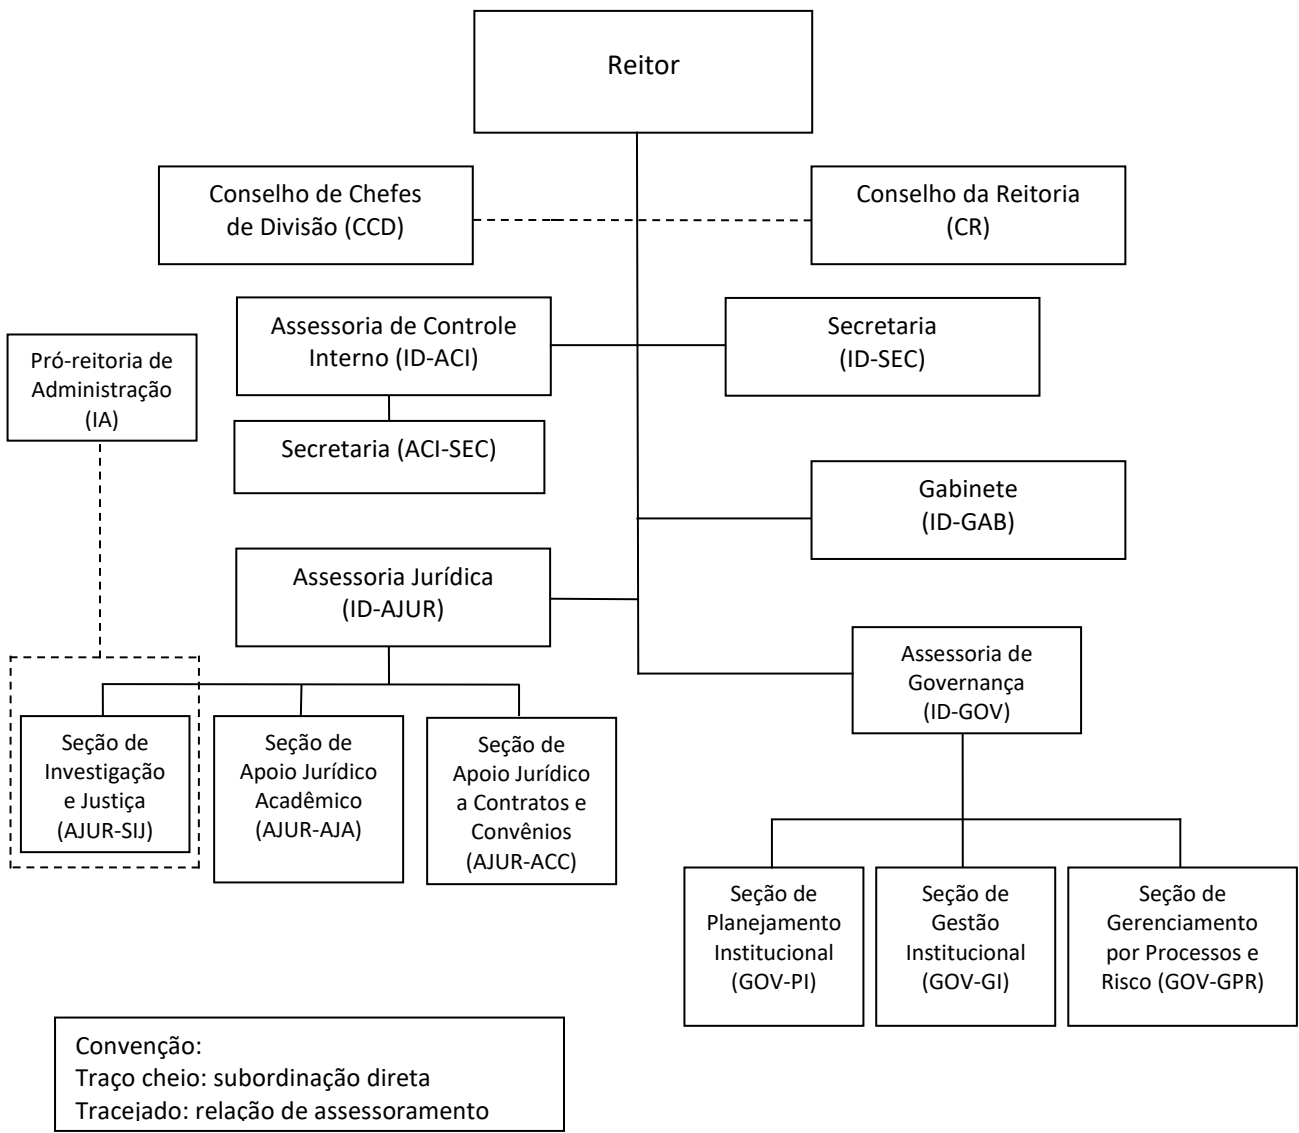 Reitor
Conselho de Chefes
de Divisão (CCD)
Conselho da Reitoria
(CR)
Assessoria de Controle
Interno (ID-ACI)
Secretaria
(ID-SEC)
Pró-reitoria de
Administração
(IA)
Secretaria (ACI-SEC)
Gabinete
(ID-GAB)
Assessoria Jurídica
(ID-AJUR)
Assessoria de
Governança
(ID-GOV)
Seção de
Investigação
e Justiça
(AJUR-SIJ)
Seção de
Apoio Jurídico
Acadêmico
(AJUR-AJA)
Seção de
Apoio Jurídico
a Contratos e
Convênios
(AJUR-ACC)
Seção de
Planejamento
Institucional
(GOV-PI)
Seção de
Gestão
Institucional
(GOV-GI)
Seção de
Gerenciamento
por Processos e
Risco (GOV-GPR)
Convenção:
Traço cheio: subordinação direta
Tracejado: relação de assessoramento